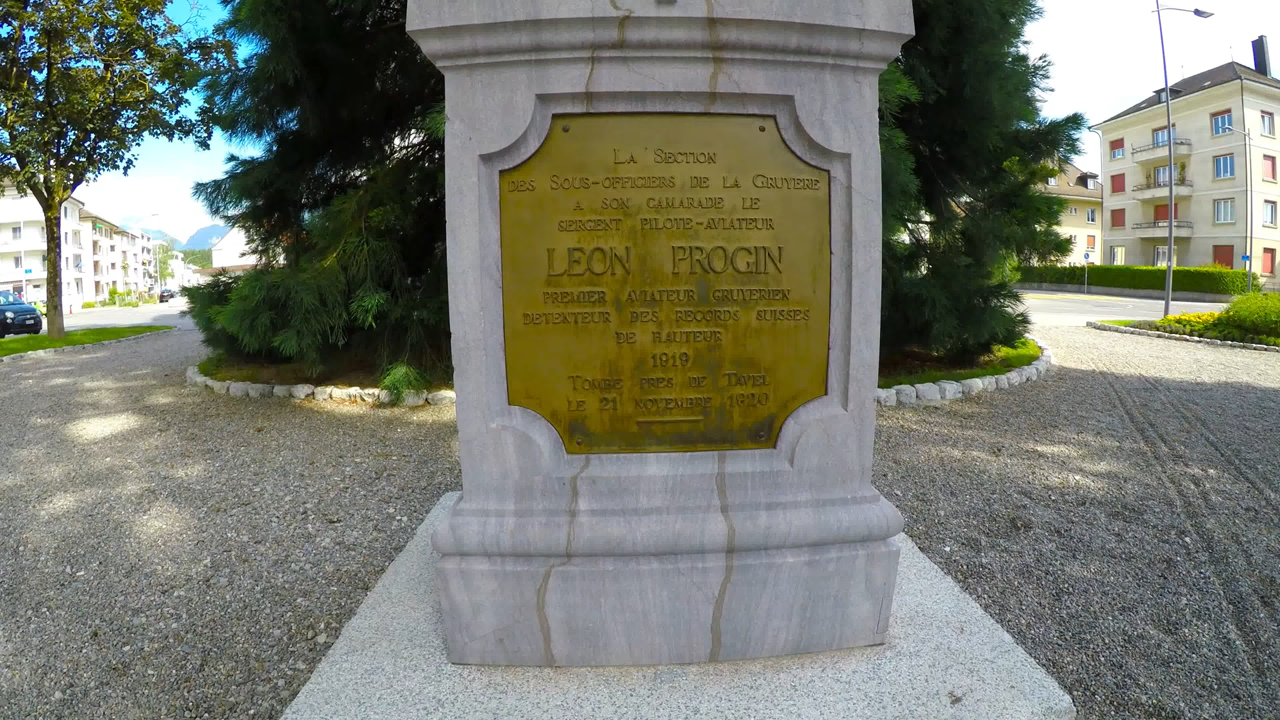 LA SECTION
DES SOUS-OFFICIERS DE LA GRUYERE
A SON CAMARADE LE
SERGENT PILOTE-AVIATEUR
LEON PROGIN
PREMIER AVIATEUR GRUYERIEN
DETENTEUR DES RECORDS SUISSES
DE HAUTEUR
1919
TOMBE PRES DE TAVEL
LE 21 NOVEMBRE 1920